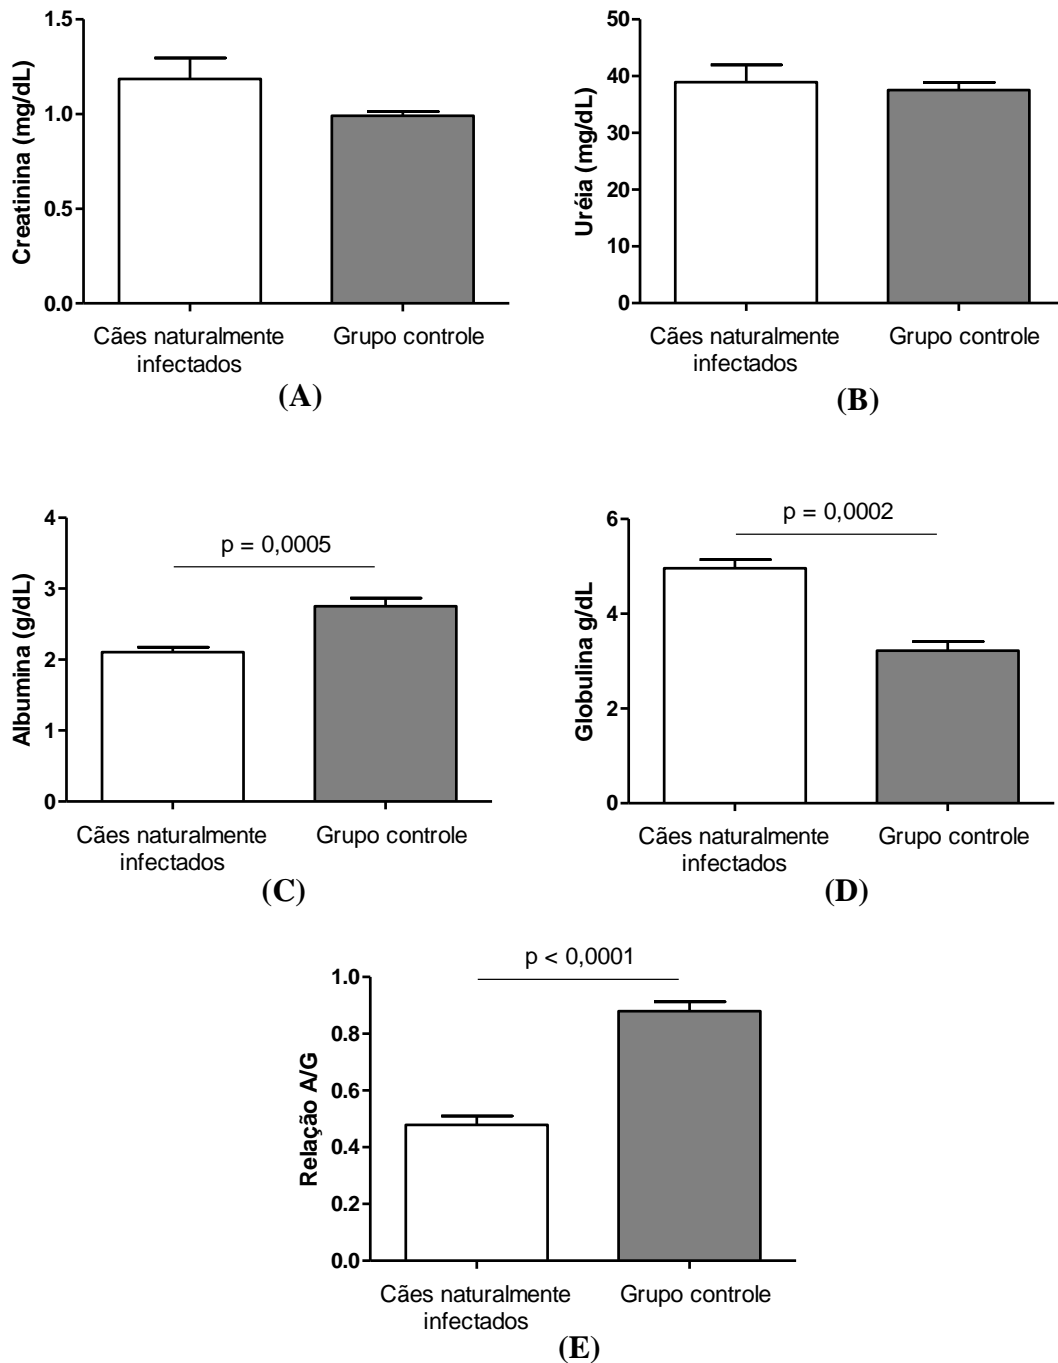 Creatinina (mg/dL)
1.5
1.0
0.5
0.0
Cães naturalmente
infectados
Grupo controle
(A)
Uréia (mg/dL)
50
40
30
20
10
0
Cães naturalmente
infectados
Grupo controle
(B)
Albumina (g/dL)
4
3
2
1
0
p = 0,0005
Cães naturalmente
infectados
Grupo controle
(C)
Globulina g/dL
6
4
2
0
p = 0,0002
Cães naturalmente
infectados
Grupo controle
(D)
Relação A/G
1.0
0.8
0.6
0.4
0.2
0.0
p < 0,0001
Cães naturalmente
infectados
Grupo controle
(E)